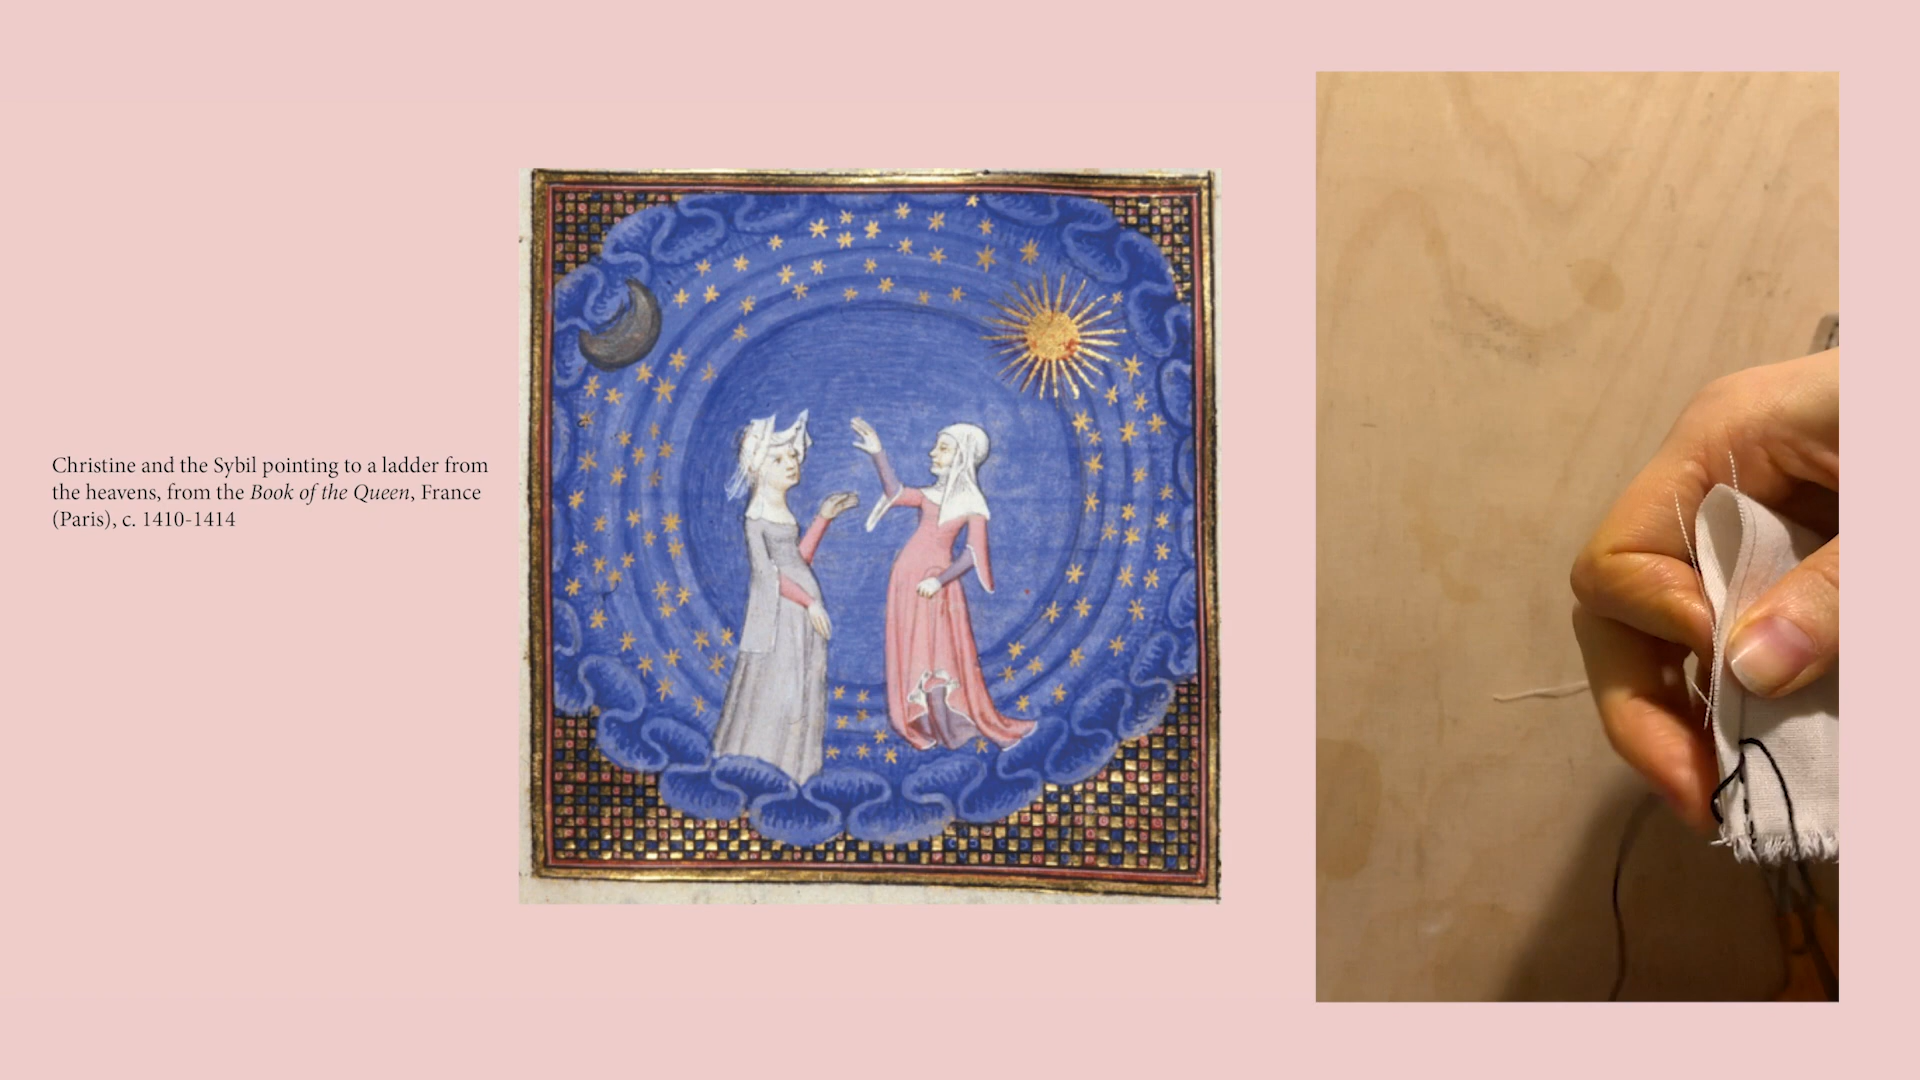 Christine and the Sybil pointing to a ladder from
the heavens, from the Book of the Queen, France
(Paris), c. 1410-1414